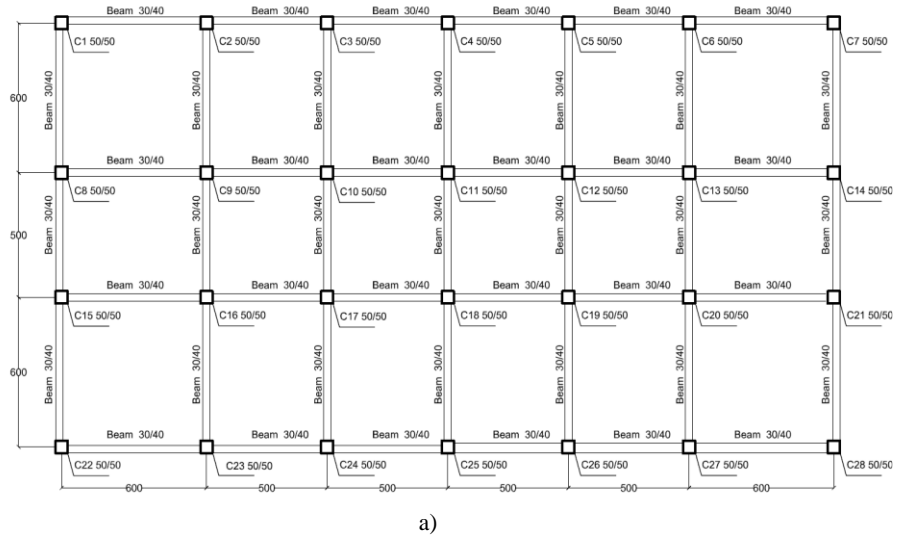 Beam 30/40 Beam 30/40 Beam 30/40 Beam 30/40 Beam 30/40 Beam 30/40
C1 50/50 C2 50/50 C3 50/50 C4 50/50 C5 50/50 C6 50/50 C7 50/50
600 Beam 30/40 Beam 30/40 Beam 30/40 Beam 30/40 Beam 30/40 Beam 30/40 Beam 30/40
Beam 30/40 Beam 30/40 Beam 30/40 Beam 30/40 Beam 30/40 Beam 30/40
C8 50/50 C9 50/50 C10 50/50 C11 50/50 C12 50/50 C13 50/50 C14 50/50
500 Beam 30/40 Beam 30/40 Beam 30/40 Beam 30/40 Beam 30/40 Beam 30/40 Beam 30/40
Beam 30/40 Beam 30/40 Beam 30/40 Beam 30/40 Beam 30/40 Beam 30/40
C15 50/50 C16 50/50 C17 50/50 C18 50/50 C19 50/50 C20 50/50 C21 50/50
600 Beam 30/40 Beam 30/40 Beam 30/40 Beam 30/40 Beam 30/40 Beam 30/40 Beam 30/40
Beam 30/40 Beam 30/40 Beam 30/40 Beam 30/40 Beam 30/40 Beam 30/40
C22 50/50 C23 50/50 C24 50/50 C25 50/50 C26 50/50 C27 50/50 C28 50/50
600 500 500 500 500 600
a)